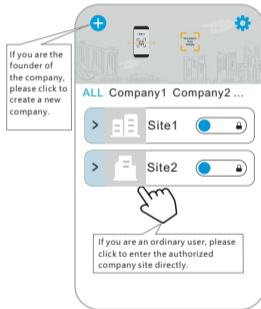 If you are the
founder of
the company,
please click to
create a new
company.
ALL Company1 Company2 ...
Site1
Site2
If you are an ordinary user, please
click to enter the authorized
company site directly.